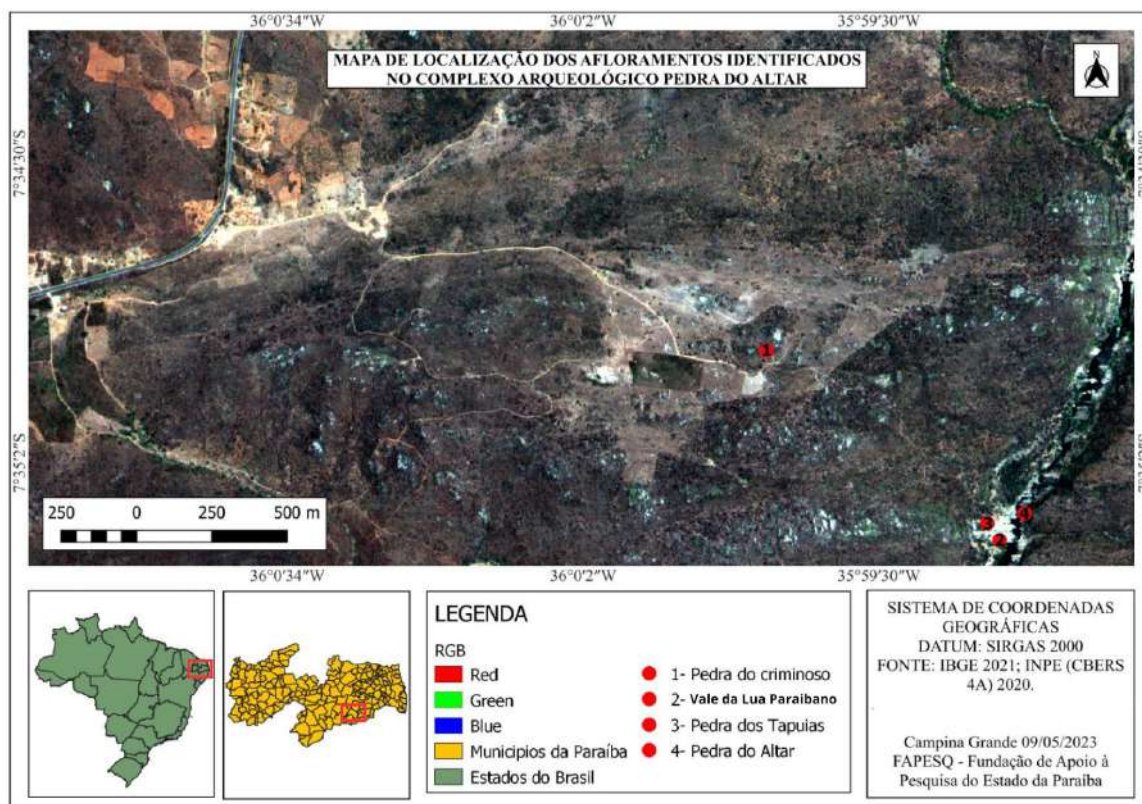 36°0'34"W 36°0'2"W 35°59'30"W
MAPA DE LOCALIZAÇÃO DOS AFLORAMENTOS IDENTIFICADOS
NO COMPLEXO ARQUEOLÓGICO PEDRA DO ALTAR
N
7°34'30"S
7°35'2"S
1
3
2
250 0 250 500 m
36°0'34"W 36°0'2"W 35°59'30"W
LEGENDA
RGB
Red
Green
Blue
Municipios da Paraíba
Estados do Brasil
1- Pedra do criminoso
2- Vale da Lua Paraibano
3- Pedra dos Tapuias
4- Pedra do Altar
SISTEMA DE COORDENADAS
GEOGRÁFICAS
DATUM: SIRGAS 2000
FONTE: IBGE 2021; INPE (CBERS
4A) 2020.
Campina Grande 09/05/2023
FAPESQ - Fundação de Apoio à
Pesquisa do Estado da Paraíba